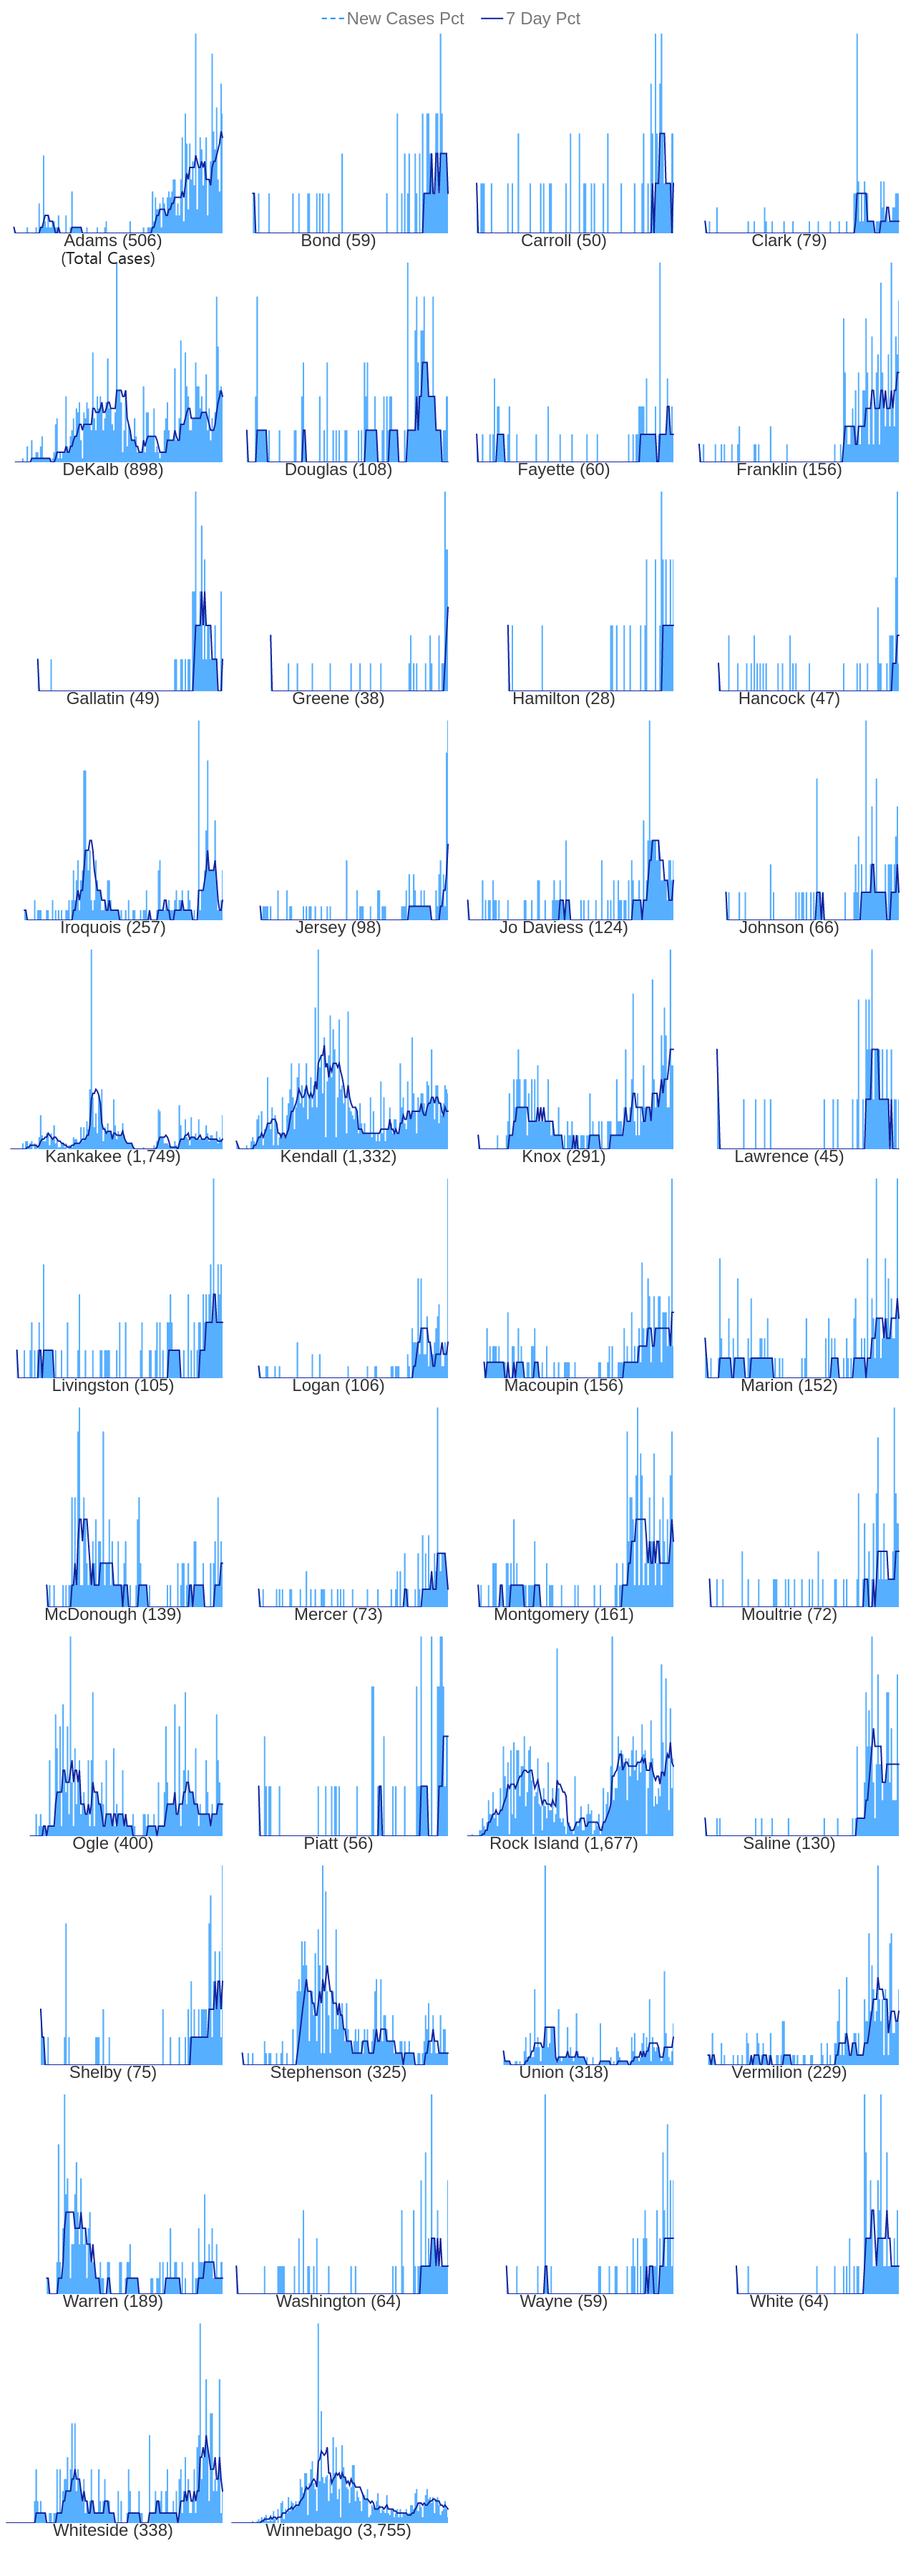 New Cases Pct 7 Day Pct
Adams (506) Bond (59) Carroll (50) Clark (79)
(Total Cases)
DeKalb (898) Douglas (108) Fayette (60) Franklin (156)
Gallatin (49) Greene (38) Hamilton (28) Hancock (47)
Iroquois (257) Jersey (98) Jo Daviess (124) Johnson (66)
Kankakee (1,749) Kendall (1,332) Knox (291) Lawrence (45)
Livingston (105) Logan (106) Macoupin (156) Marion (152)
McDonough (139) Mercer (73) Montgomery (161) Moultrie (72)
Ogle (400) Piatt (56) Rock Island (1,677) Saline (130)
Shelby (75) Stephenson (325) Union (318) Vermilion (229)
Warren (189) Washington (64) Wayne (59) White (64)
Whiteside (338) Winnebago (3,755)